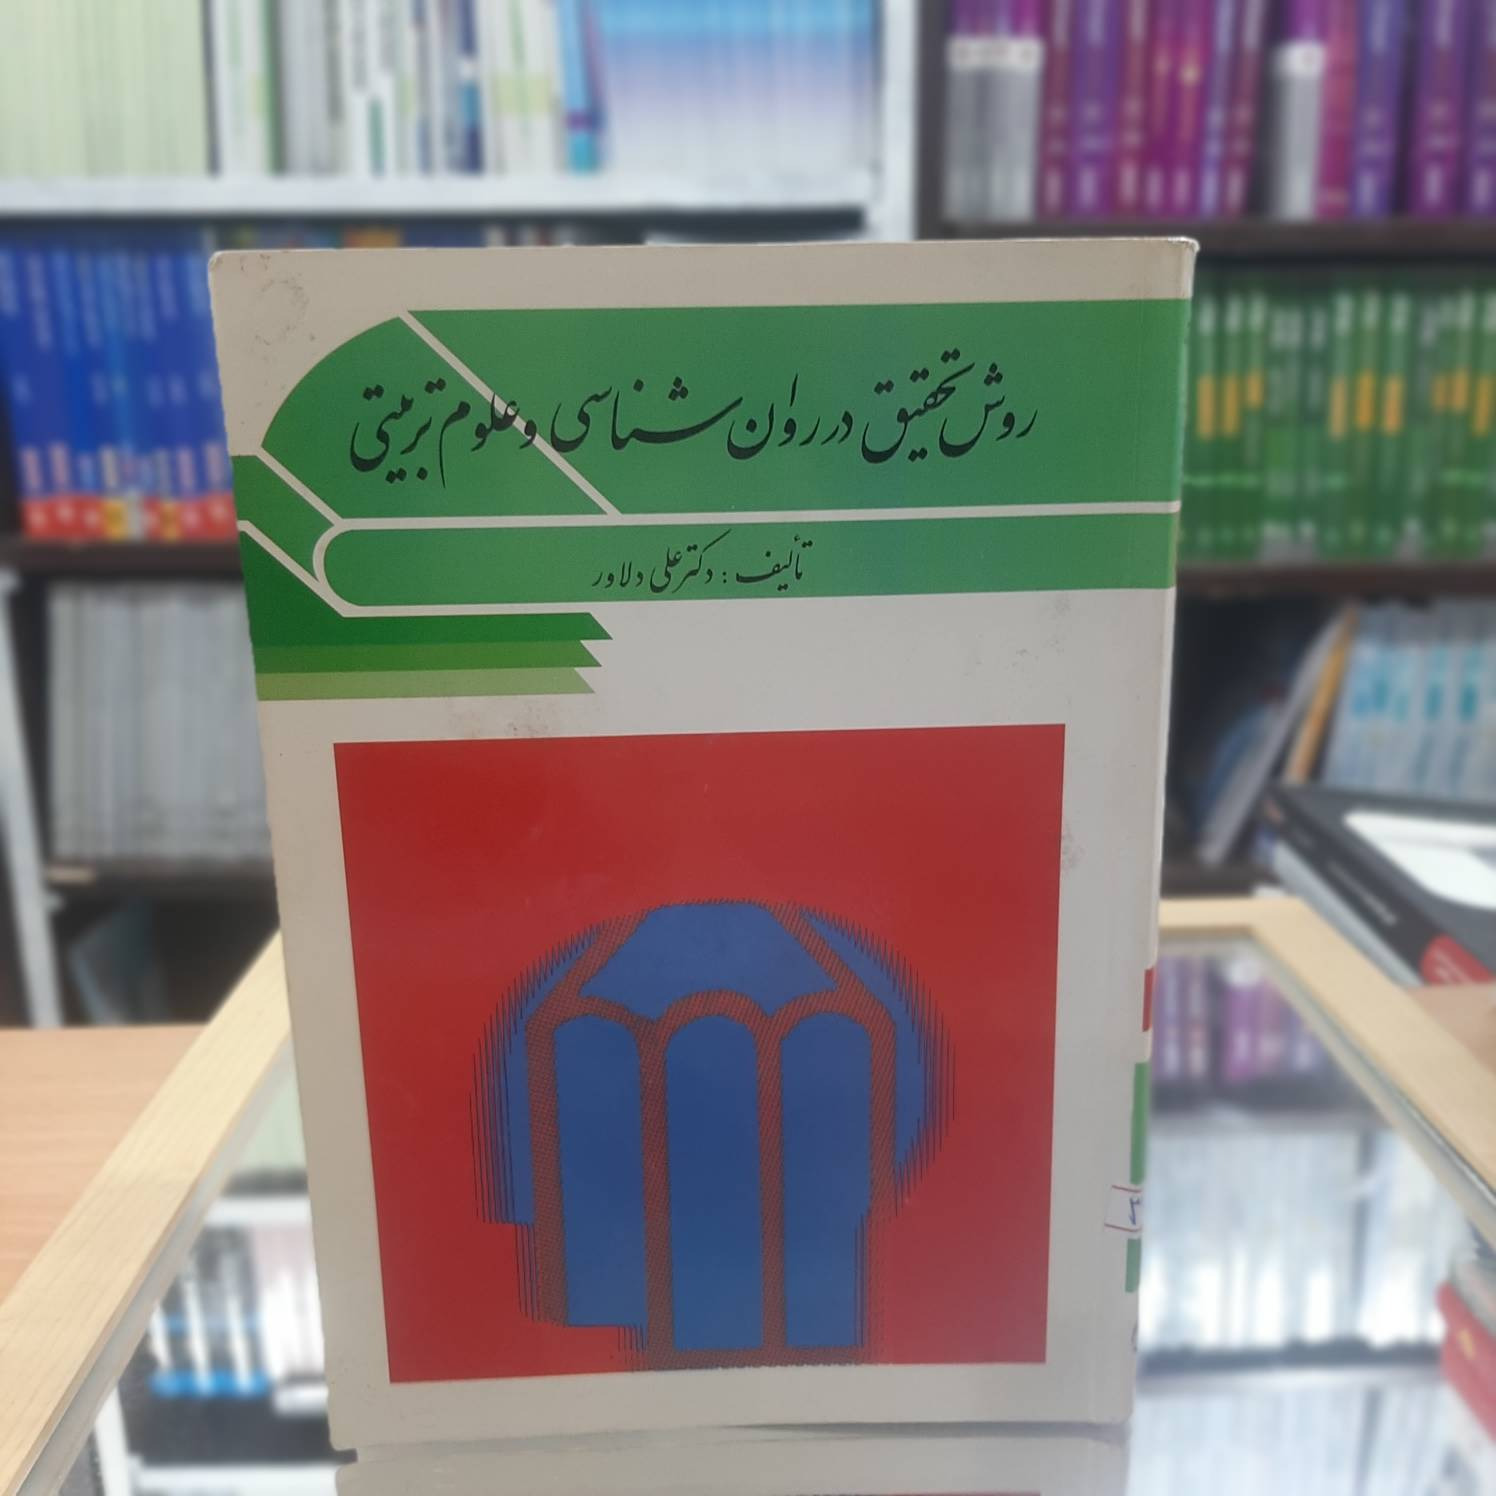 روش تحقیق در روان شناسی و علوم تربیتی
تألیف : دکتر علی دلاور